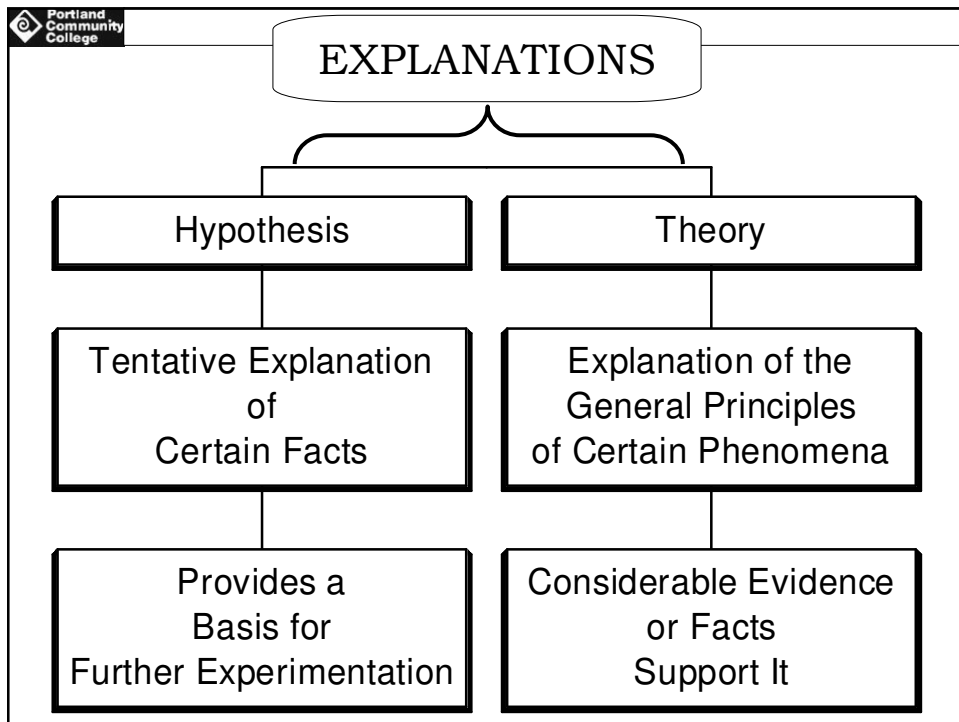 Portland
Community
College
EXPLANATIONS
Hypothesis
Theory
Tentative Explanation
of
Certain Facts
Explanation of the
General Principles
of Certain Phenomena
Provides a
Basis for
Further Experimentation
Considerable Evidence
or Facts
Support It